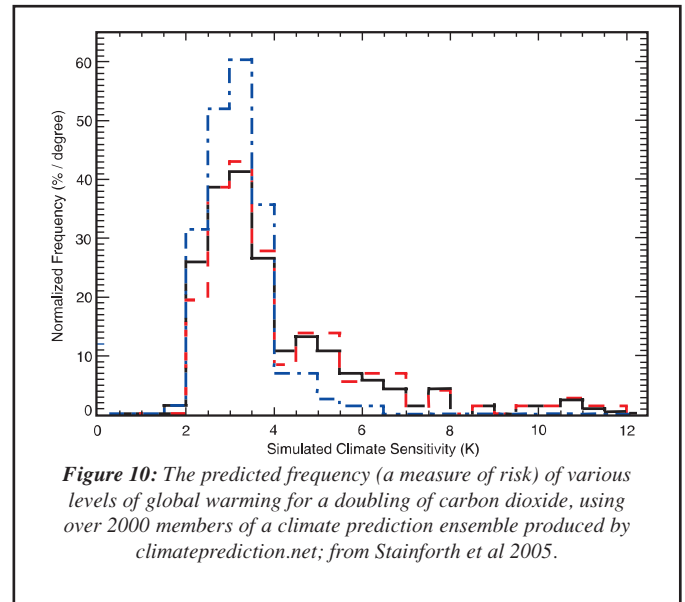 60
50
40
30
20
10
0
Normalized Frequency (% / degree)
0 2 4 6 8 10 12
Simulated Climate Sensitivity (K)
Figure 10: The predicted frequency (a measure of risk) of various
levels of global warming for a doubling of carbon dioxide, using
over 2000 members of a climate prediction ensemble produced by
climateprediction.net; from Stainforth et al 2005.